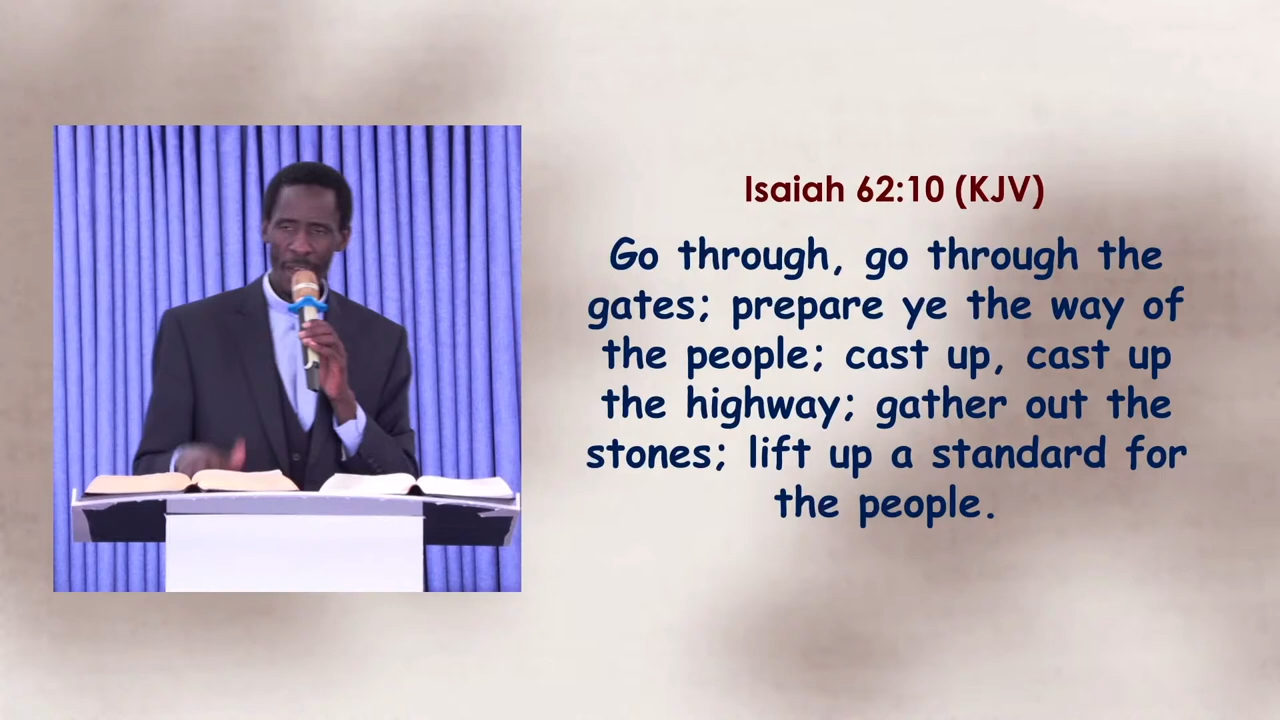 Isaiah 62:10 (KJV)
Go through, go through the
gates; prepare ye the way of
the people; cast up, cast up
the highway; gather out the
stones; lift up a standard for
the people.